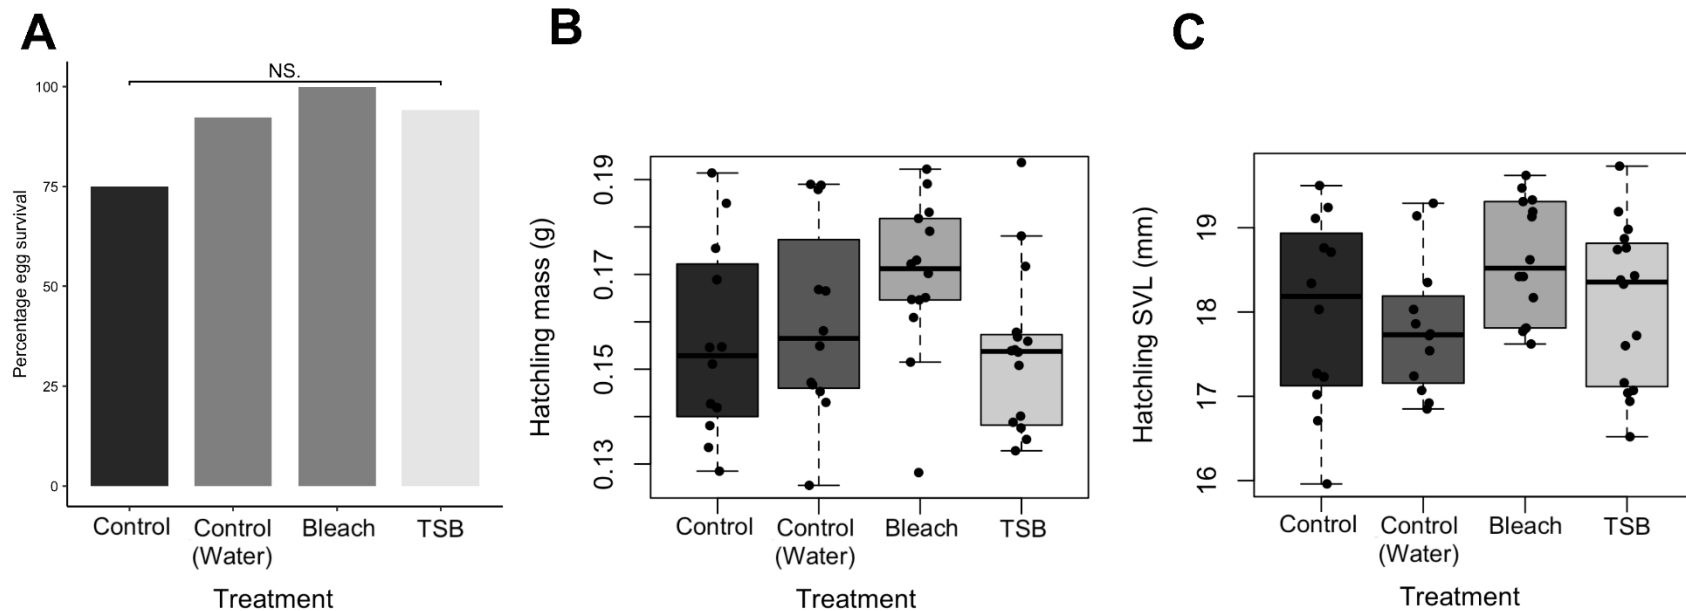 A
NS.
Percentage egg survival
100
75
50
25
0
Control
Control
(Water)
Bleach
TSB
Treatment
B
Hatchling mass (g)
0.19
0.17
0.15
0.13
Control
Control
(Water)
Bleach
TSB
Treatment
C
Hatchling SVL (mm)
19
18
17
16
Control
Control
(Water)
Bleach
TSB
Treatment